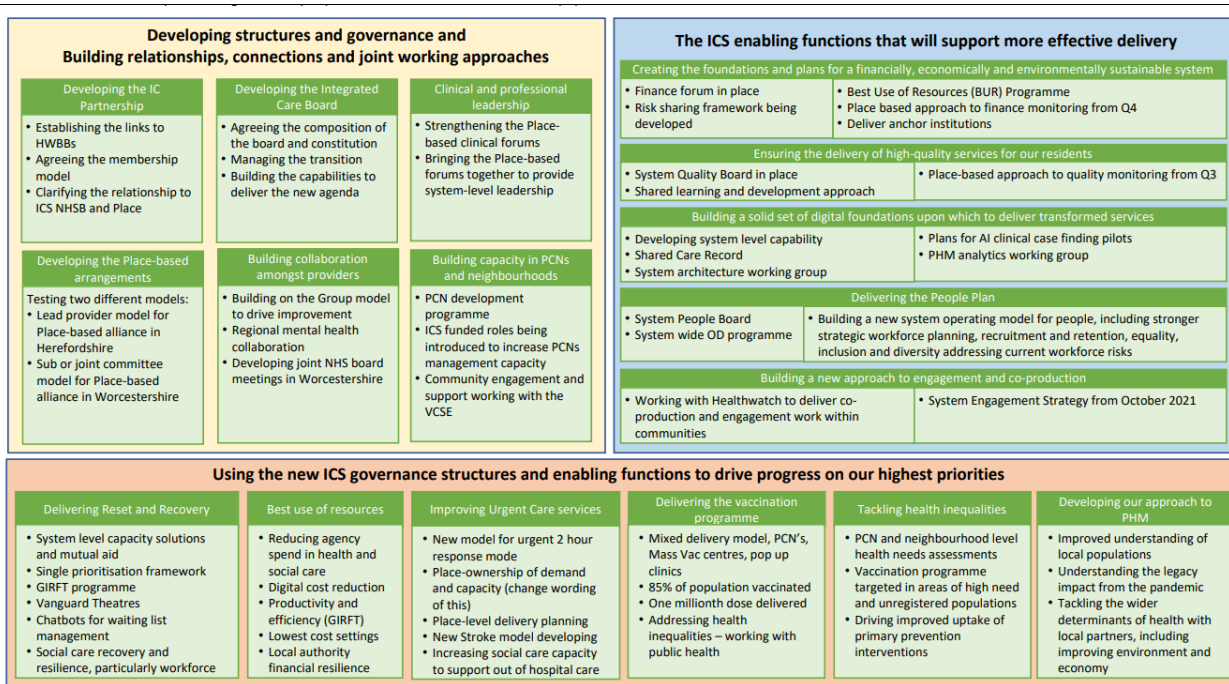 Developing structures and governance and
Building relationships, connections and joint working approaches
Developing the IC
Partnership
• Establishing the links to
HWBBs
• Agreeing the membership
model
• Clarifying the relationship to
ICS NHSB and Place
Developing the Integrated
Care Board
• Agreeing the composition of
the board and constitution
• Managing the transition
• Building the capabilities to
deliver the new agenda
Clinical and professional
leadership
• Strengthening the Place-
based clinical forums
• Bringing the Place-based
forums together to provide
system-level leadership
Developing the Place-based
arrangements
Testing two different models:
• Lead provider model for
Place-based alliance in
Herefordshire
• Sub or joint committee
model for Place-based
alliance in Worcestershire
Building collaboration
amongst providers
• Building on the Group model
to drive improvement
• Regional mental health
collaboration
• Developing joint NHS board
meetings in Worcestershire
Building capacity in PCNs
and neighbourhoods
• PCN development
programme
• ICS funded roles being
introduced to increase PCNs
management capacity
• Community engagement and
support working with the
VCSE
The ICS enabling functions that will support more effective delivery
Creating the foundations and plans for a financially, economically and environmentally sustainable system
• Finance forum in place
• Risk sharing framework being
developed
• Best Use of Resources (BUR) Programme
• Place based approach to finance monitoring from Q4
• Deliver anchor institutions
Ensuring the delivery of high-quality services for our residents
• System Quality Board in place
• Shared learning and development approach
• Place-based approach to quality monitoring from Q3
Building a solid set of digital foundations upon which to deliver transformed services
• Developing system level capability
• Shared Care Record
• System architecture working group
• Plans for AI clinical case finding pilots
• PHM analytics working group
Delivering the People Plan
• System People Board
• System wide OD programme
• Building a new system operating model for people, including stronger
strategic workforce planning, recruitment and retention, equality,
inclusion and diversity addressing current workforce risks
Building a new approach to engagement and co-production
• Working with Healthwatch to deliver co-
production and engagement work within
communities
• System Engagement Strategy from October 2021
Using the new ICS governance structures and enabling functions to drive progress on our highest priorities
Delivering Reset and Recovery
• System level capacity solutions
and mutual aid
• Single prioritisation framework
• GIRFT programme
• Vanguard Theatres
• Chatbots for waiting list
management
• Social care recovery and
resilience, particularly workforce
Best use of resources
• Reducing agency
spend in health and
social care
• Digital cost reduction
• Productivity and
efficiency (GIRFT)
• Lowest cost settings
• Local authority
financial resilience
Improving Urgent Care services
• New model for urgent 2 hour
response mode
• Place-ownership of demand
and capacity (change wording
of this)
• Place-level delivery planning
• New Stroke model developing
• Increasing social care capacity
to support out of hospital care
Delivering the vaccination
programme
• Mixed delivery model, PCN's,
Mass Vac centres, pop up
clinics
• 85% of population vaccinated
• One millionth dose delivered
• Addressing health
inequalities – working with
public health
Tackling health inequalities
• PCN and neighbourhood level
health needs assessments
• Vaccination programme
targeted in areas of high need
and unregistered populations
• Driving improved uptake of
primary prevention
interventions
Developing our approach to
PHM
• Improved understanding of
local populations
• Understanding the legacy
impact from the pandemic
• Tackling the wider
determinants of health with
local partners, including
improving environment and
economy